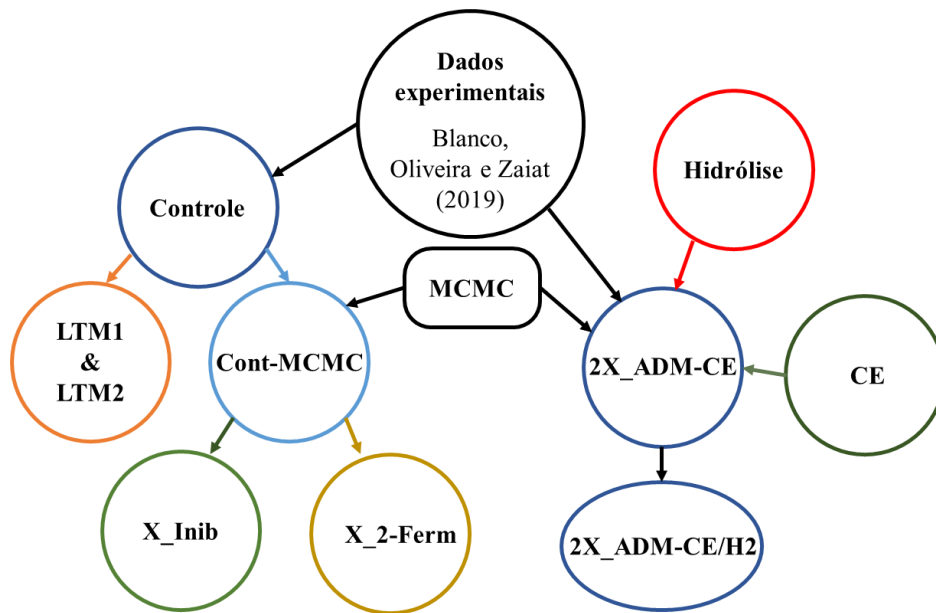 Dados
experimentais
Blanco,
Oliveira e Zaiat
(2019)
Hidrólise
Controle
MCMC
LTM1
&
LTM2
Cont-MCMC
2X_ADM-CE
CE
X_Inib
X_2-Ferm
2X_ADM-CE/H2